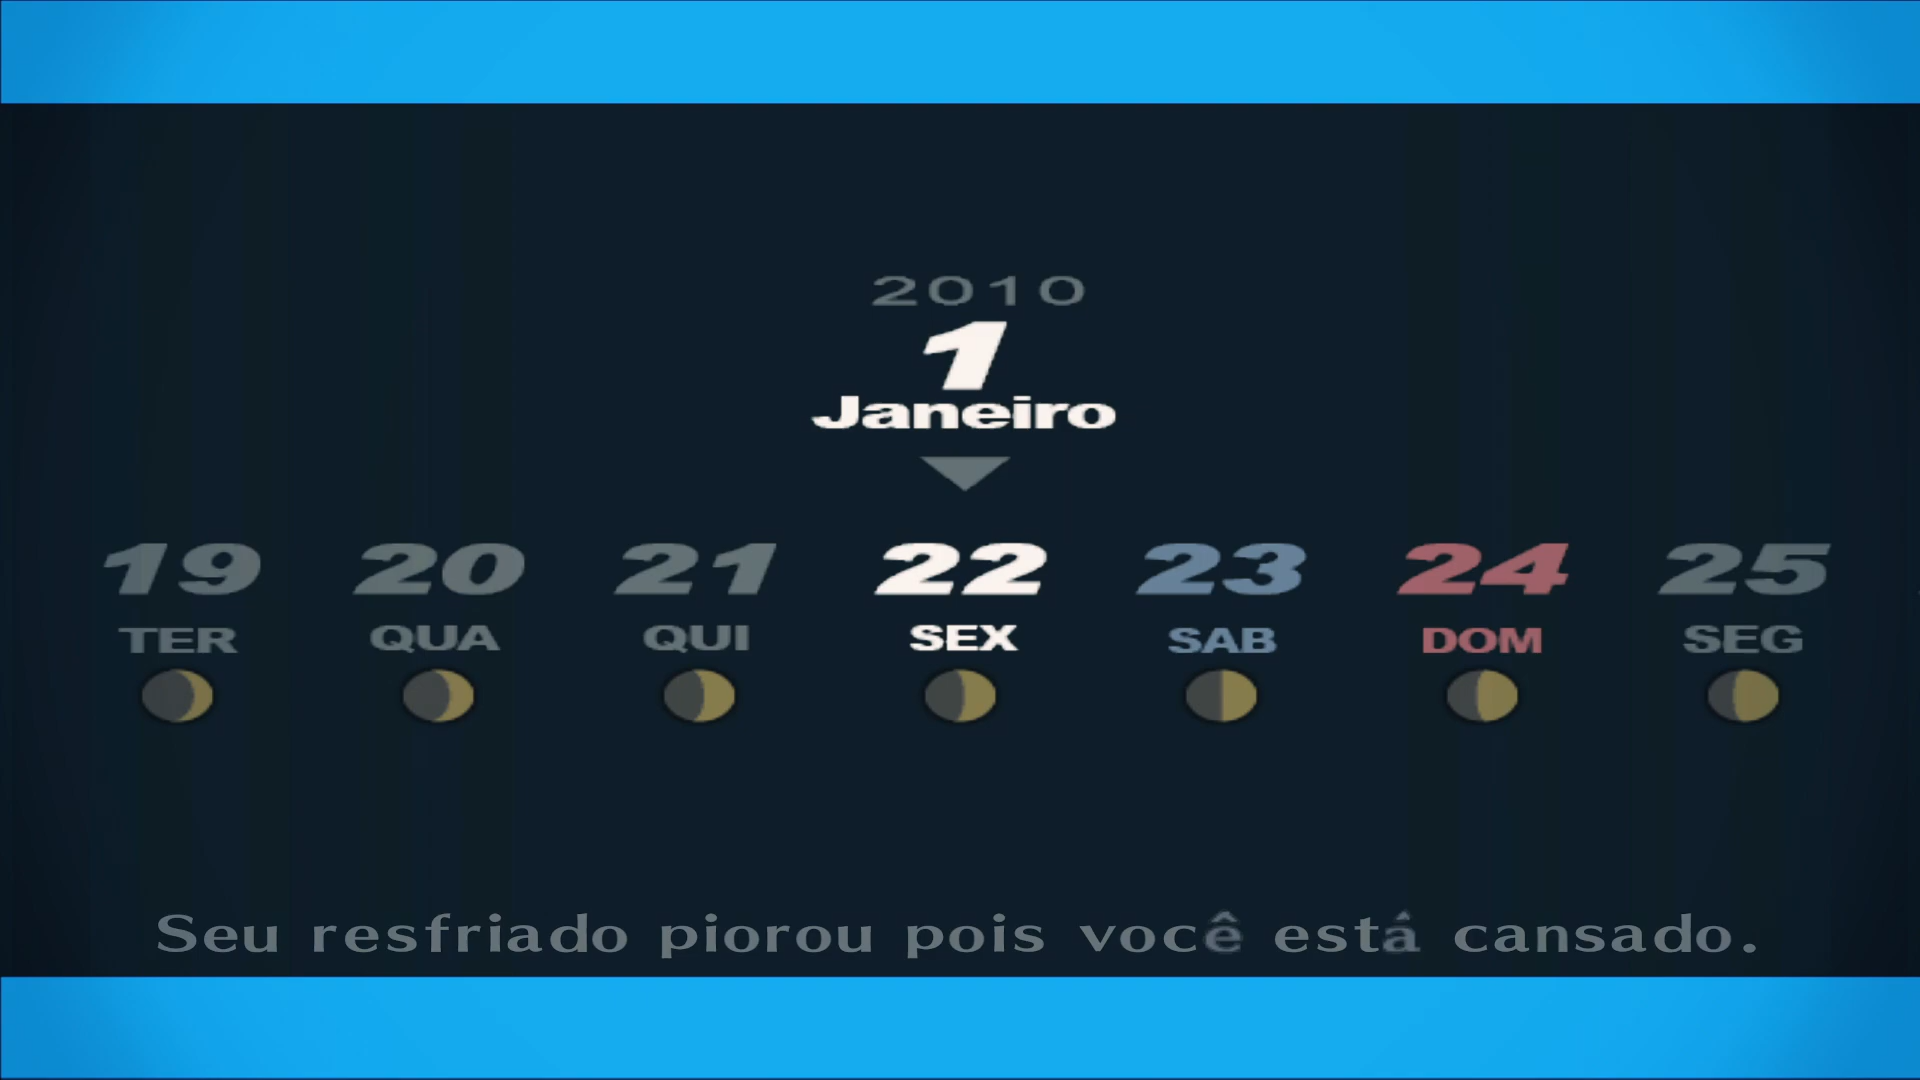 2010
1
Janeiro
19 20 21 22 23 24 25
TER QUA QUI SEX SAB DOM SEG
Seu resfriado piorou pois você está cansado.